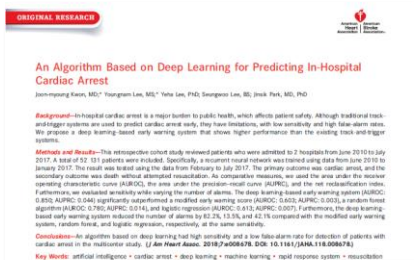 ORIGINAL RESEARCH
American Heart Association | American Stroke Association
An Algorithm Based on Deep Learning for Predicting In-Hospital
Cardiac Arrest
Joon-myoung Kwon, MD;* Youngnam Lee, MS;* Yeha Lee, PhD; Seungwoo Lee, BS; Jinsik Park, MD, PhD
Background—In-hospital cardiac arrest is a major burden to public health, which affects patient safety. Although traditional track-
and-trigger systems are used to predict cardiac arrest early, they have limitations, with low sensitivity and high false-alarm rates.
We propose a deep learning–based early warning system that shows higher performance than the existing track-and-trigger
systems.
Methods and Results—This retrospective cohort study reviewed patients who were admitted to 2 hospitals from June 2010 to July
2017. A total of 52 131 patients were included. Specifically, a recurrent neural network was trained using data from June 2010 to
January 2017. The result was tested using the data from February to July 2017. The primary outcome was cardiac arrest, and the
secondary outcome was death without attempted resuscitation. As comparative measures, we used the area under the receiver
operating characteristic curve (AUROC), the area under the precision–recall curve (AUPRC), and the net reclassification index.
Furthermore, we evaluated sensitivity while varying the number of alarms. The deep learning–based early warning system (AUROC:
0.850; AUPRC: 0.044) significantly outperformed a modified early warning score (AUROC: 0.603; AUPRC: 0.003), a random forest
algorithm (AUROC: 0.780; AUPRC: 0.014), and logistic regression (AUROC: 0.613; AUPRC: 0.007). Furthermore, the deep learning–
based early warning system reduced the number of alarms by 82.2%, 13.5%, and 42.1% compared with the modified early warning
system, random forest, and logistic regression, respectively, at the same sensitivity.
Conclusions—An algorithm based on deep learning had high sensitivity and a low false-alarm rate for detection of patients with
cardiac arrest in the multicenter study. (J Am Heart Assoc. 2018;7:e008678. DOI: 10.1161/JAHA.118.008678.)
Key Words: artificial intelligence • cardiac arrest • deep learning • machine learning • rapid response system • resuscitation